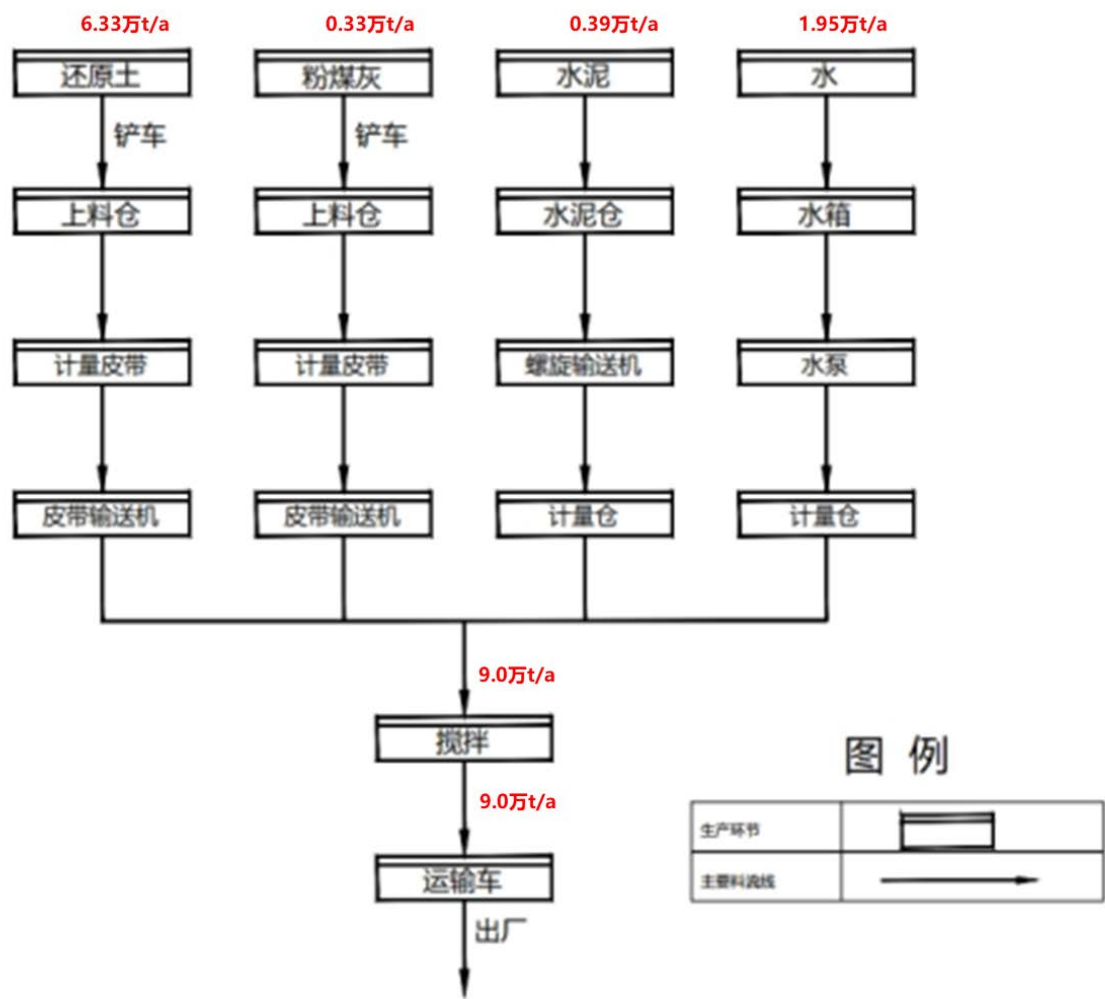 6.33万t/a 0.33万t/a 0.39万t/a 1.95万t/a
还原土 粉煤灰 水泥 水
铲车 铲车
上料仓 上料仓 水泥仓 水箱
计量皮带 计量皮带 螺旋输送机 水泵
皮带输送机 皮带输送机 计量仓 计量仓
9.0万t/a
搅拌
9.0万t/a
运输车
出厂
图 例
生产环节
主要料流线